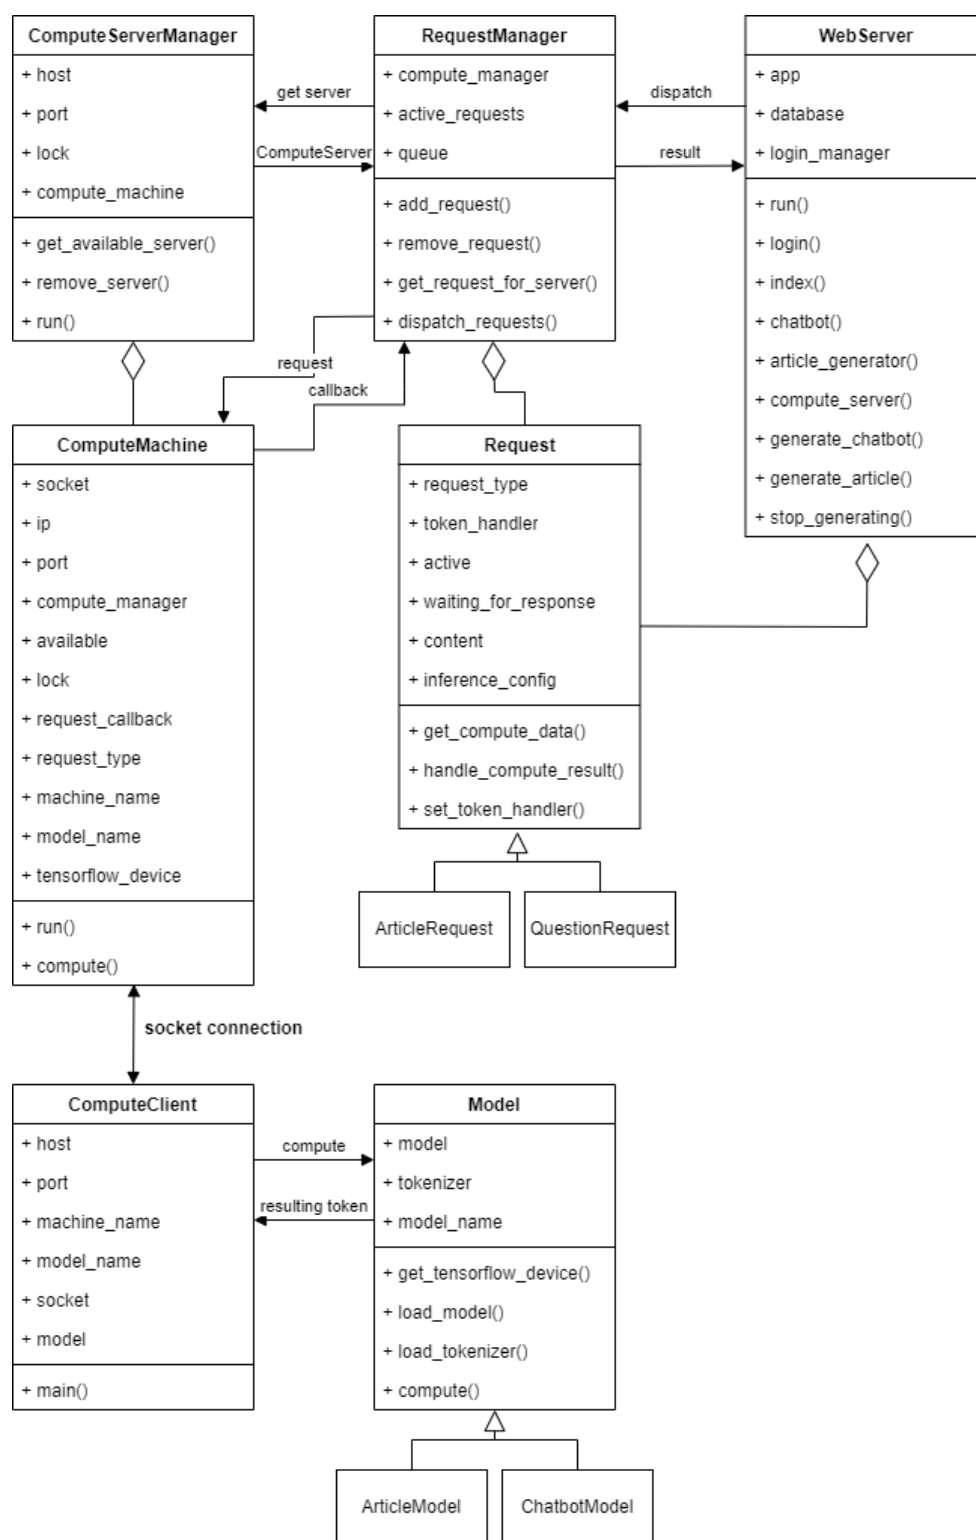 ComputeServerManager
+ host
+ port
+ lock
+ compute_machine
+ get_available_server()
+ remove_server()
+ run()
get server
ComputeServer
RequestManager
+ compute_manager
+ active_requests
+ queue
+ add_request()
+ remove_request()
+ get_request_for_server()
+ dispatch_requests()
dispatch
result
WebServer
+ app
+ database
+ login_manager
+ run()
+ login()
+ index()
+ chatbot()
+ article_generator()
+ compute_server()
+ generate_chatbot()
+ generate_article()
+ stop_generating()
request
callback
ComputeMachine
+ socket
+ ip
+ port
+ compute_manager
+ available
+ lock
+ request_callback
+ request_type
+ machine_name
+ model_name
+ tensorflow_device
+ run()
+ compute()
Request
+ request_type
+ token_handler
+ active
+ waiting_for_response
+ content
+ inference_config
+ get_compute_data()
+ handle_compute_result()
+ set_token_handler()
ArticleRequest
QuestionRequest
socket connection
ComputeClient
+ host
+ port
+ machine_name
+ model_name
+ socket
+ model
+ main()
compute
resulting token
Model
+ model
+ tokenizer
+ model_name
+ get_tensorflow_device()
+ load_model()
+ load_tokenizer()
+ compute()
ArticleModel
ChatbotModel